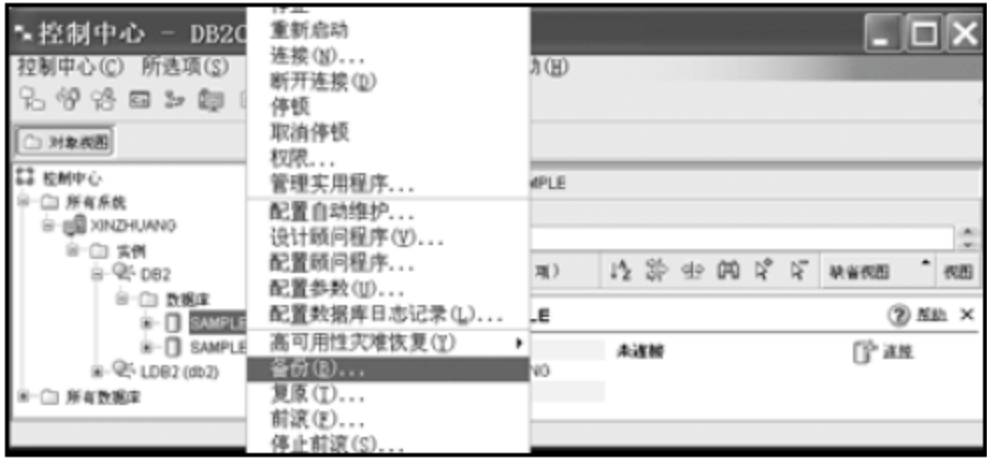 控制中心 - DB2C
控制中心(C) 所选项(S)
助(H)
对象视图
控制中心
所有系统
XINZHUANG
实例
DB2
数据库
SAMPLE
SAMPLE
LDB2 (db2)
所有数据库
重新启动
连接(N)...
断开连接(D)
停顿
取消停顿
权限...
管理实用程序...
配置自动维护...
设计顾问程序(V)...
配置顾问程序...
配置参数(U)...
配置数据库日志记录(L)...
高可用性灾难恢复(Y)
备份(B)...
复原(T)...
前滚(F)...
停止前滚(S)...
MPLE
项)
缺省视图
视图
LE
帮助
未连接
连接
NG